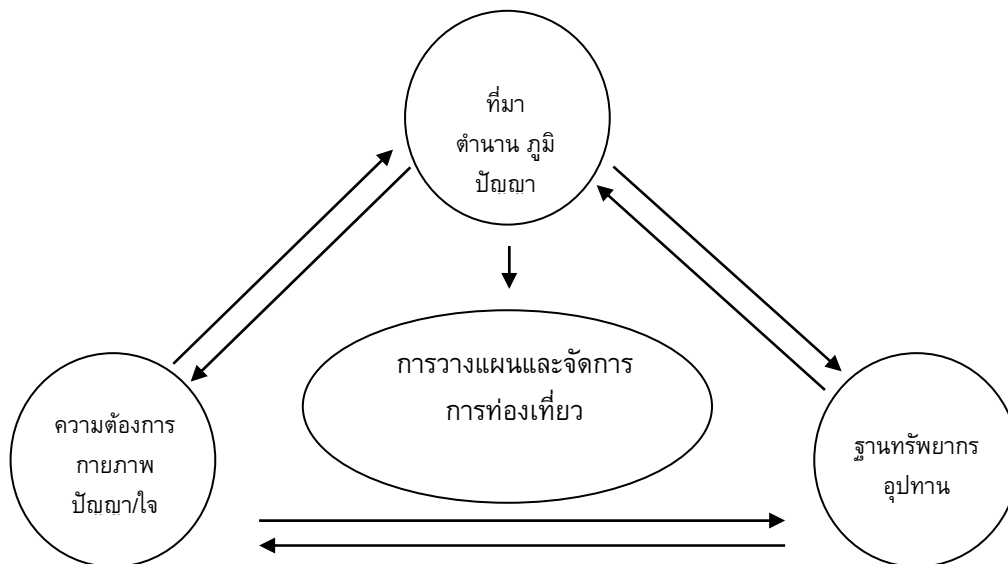 ที่มา
ตำนาน ภูมิ
ปัญญา
การวางแผนและจัดการ
การท่องเที่ยว
ความต้องการ
กายภาพ
ปัญญา/ใจ
ฐานทรัพยากร
อุปทาน